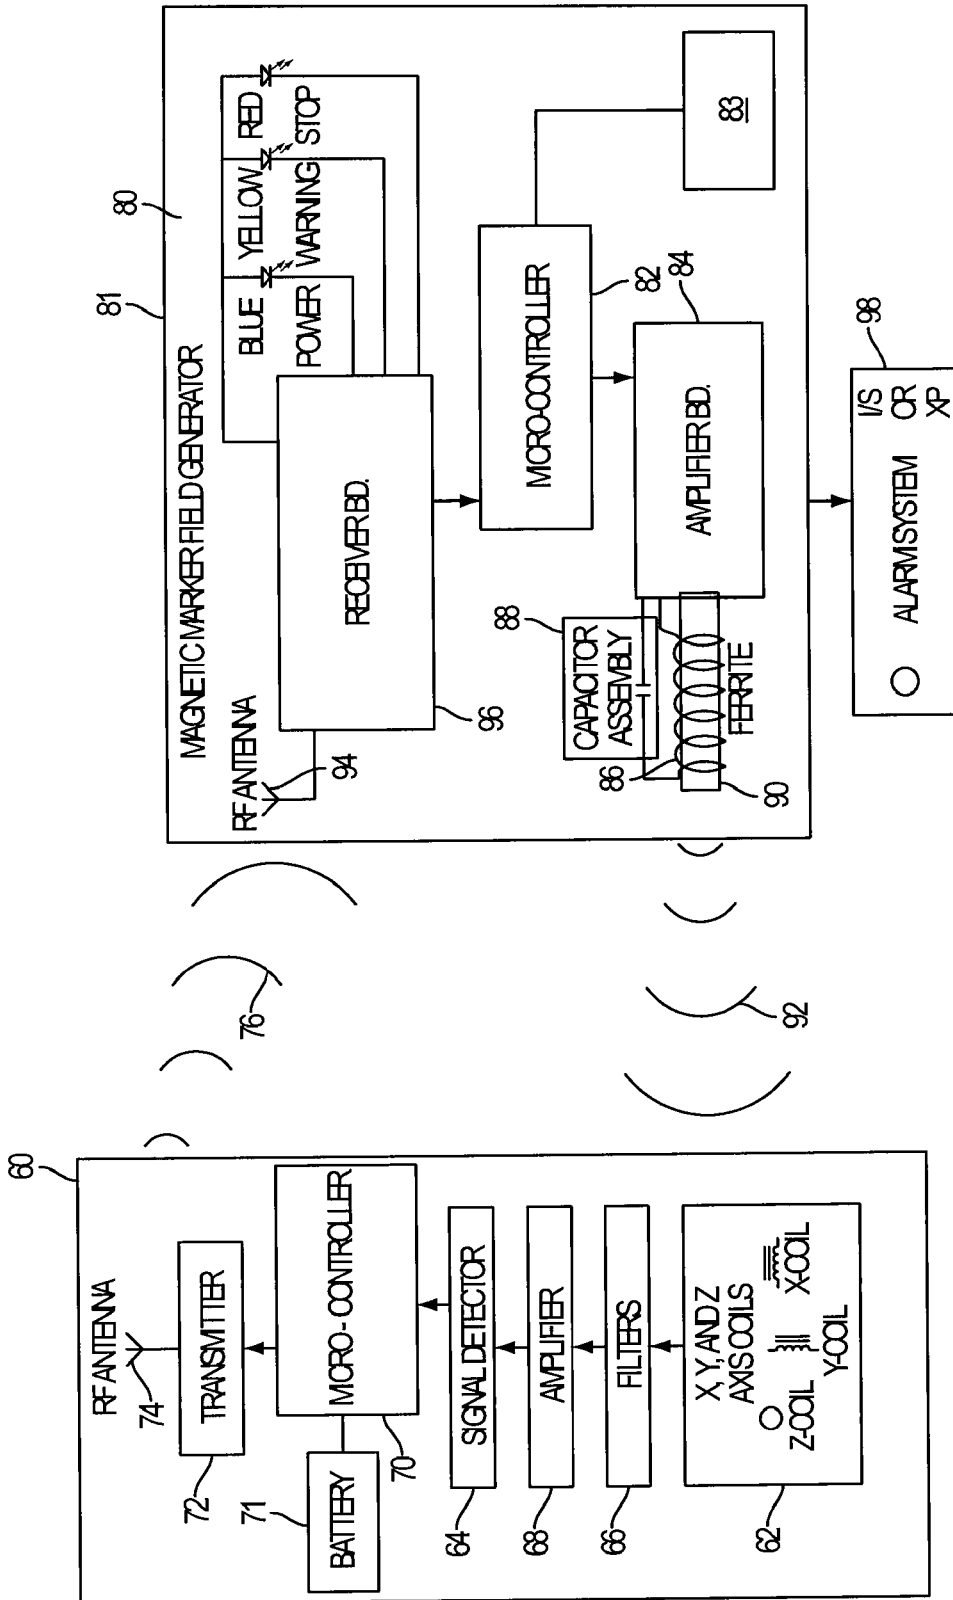 60
RF ANTENNA
74
TRANSMITTER
72
MICRO-CONTROLLER
70
BATTERY
71
SIGNAL DETECTOR
64
AMPLIFIER
68
FILTERS
66
X, Y, AND Z
AXIS COILS
Z-COIL
Y-COIL
X-COIL
62
76
92
81
80
MAGNETIC MARKER FIELD GENERATOR
RF ANTENNA
94
BLUE
YELLOW
RED
POWER
WARNING
STOP
RECEIVER BD.
96
MICRO-CONTROLLER
82
83
AMPLIFIER BD.
84
CAPACITOR
ASSEMBLY
88
86
FERRITE
90
ALARM SYSTEM
I/S
OR
XP
98